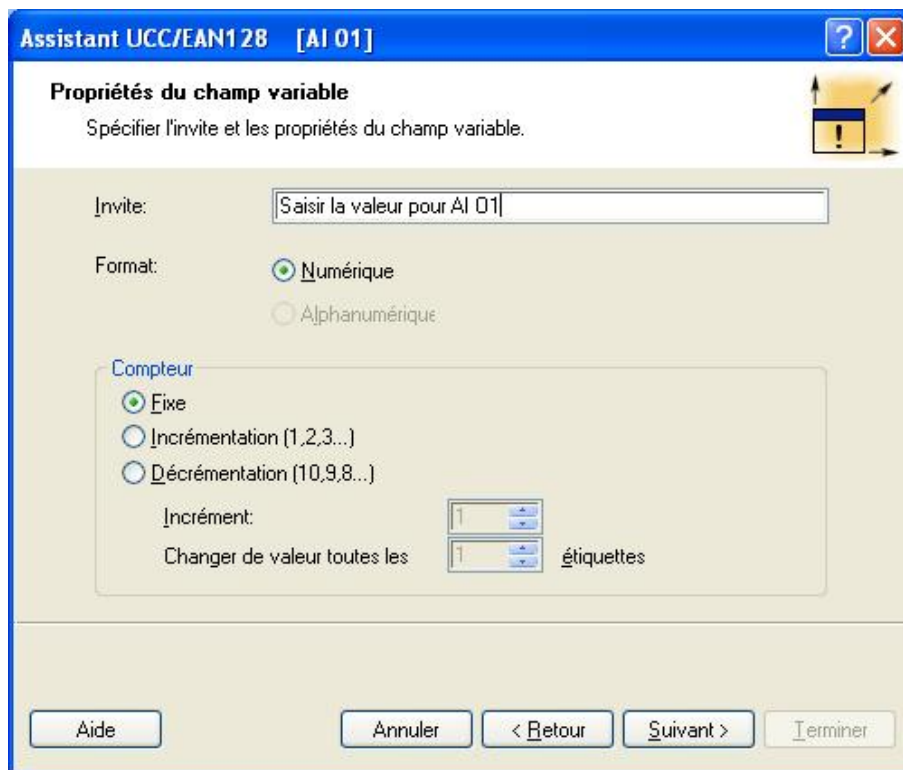 Assistant UCC/EAN128 [AI 01]
Propriétés du champ variable
Spécifier l'invite et les propriétés du champ variable.
Invite: Saisir la valeur pour AI 01
Format: Numérique
Alphanumérique
Compteur
Fixe
Incrémentation (1,2,3...)
Décrémentation (10,9,8...)
Incrément: 1
Changer de valeur toutes les 1 étiquettes
Aide Annuler < Retour Suivant > Terminer